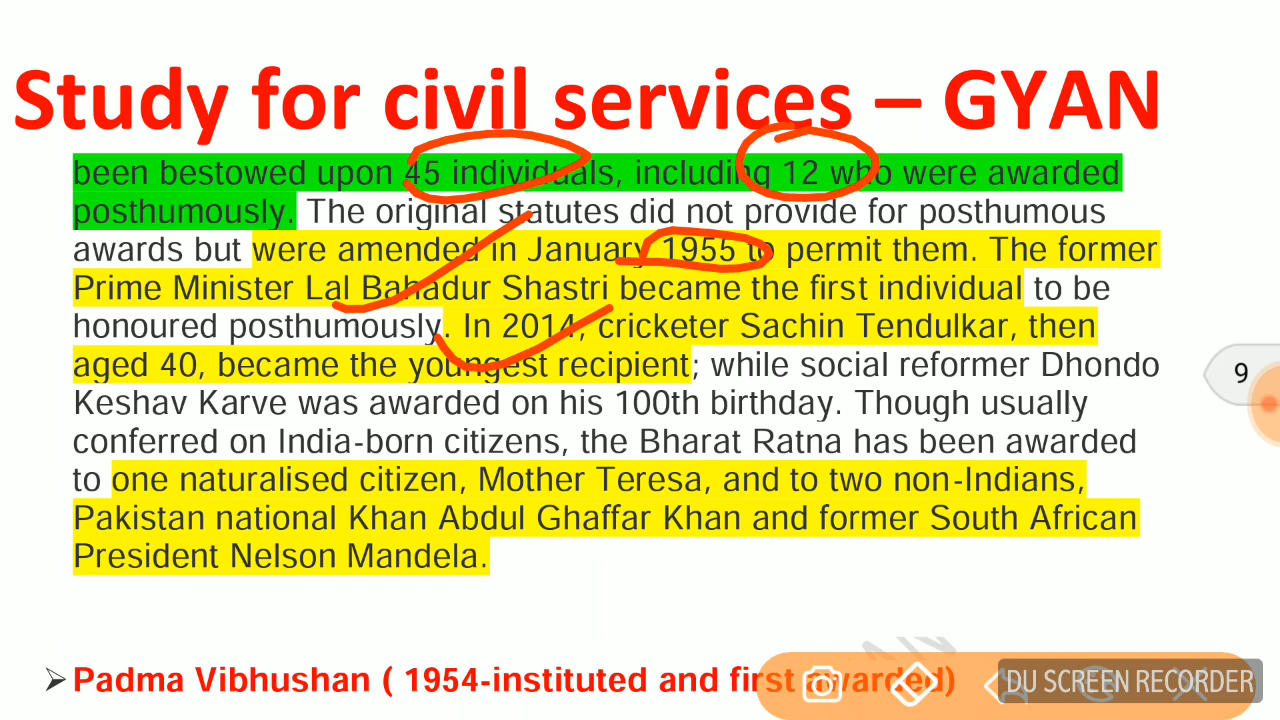 Study for civil services – GYAN
been bestowed upon 45 individuals, including 12 who were awarded
posthumously. The original statutes did not provide for posthumous
awards but were amended in January 1955 to permit them. The former
Prime Minister Lal Bahadur Shastri became the first individual to be
honoured posthumously. In 2014, cricketer Sachin Tendulkar, then
aged 40, became the youngest recipient; while social reformer Dhondo
Keshav Karve was awarded on his 100th birthday. Though usually
conferred on India-born citizens, the Bharat Ratna has been awarded
to one naturalised citizen, Mother Teresa, and to two non-Indians,
Pakistan national Khan Abdul Ghaffar Khan and former South African
President Nelson Mandela.
9
➢ Padma Vibhushan ( 1954-instituted and first awarded)
DU SCREEN RECORDER